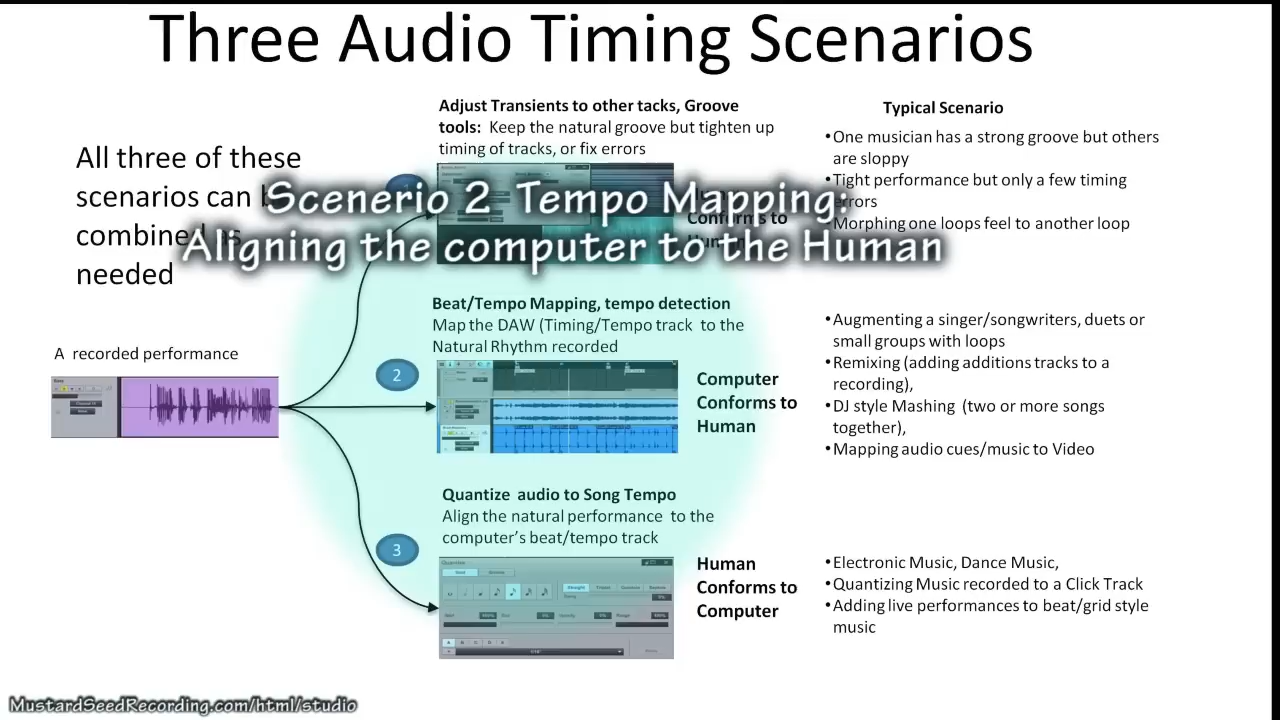 Three Audio Timing Scenarios
All three of these
scenarios can
combined as
needed
Scenerio 2 Tempo Mapping:
Aligning the computer to the Human
A recorded performance
Adjust Transients to other tacks, Groove
tools: Keep the natural groove but tighten up
timing of tracks, or fix errors
Conforms to
Typical Scenario
•One musician has a strong groove but others
are sloppy
•Tight performance but only a few timing
errors
Morphing one loops feel to another loop
2
Beat/Tempo Mapping, tempo detection
Map the DAW (Timing/Tempo track to the
Natural Rhythm recorded
Computer
Conforms to
Human
•Augmenting a singer/songwriters, duets or
small groups with loops
•Remixing (adding additions tracks to a
recording),
•DJ style Mashing (two or more songs
together),
•Mapping audio cues/music to Video
3
Quantize audio to Song Tempo
Align the natural performance to the
computer’s beat/tempo track
Quantize
Human
Conforms to
Computer
•Electronic Music, Dance Music,
•Quantizing Music recorded to a Click Track
•Adding live performances to beat/grid style
music
MustardSeedRecording.com/html/studio